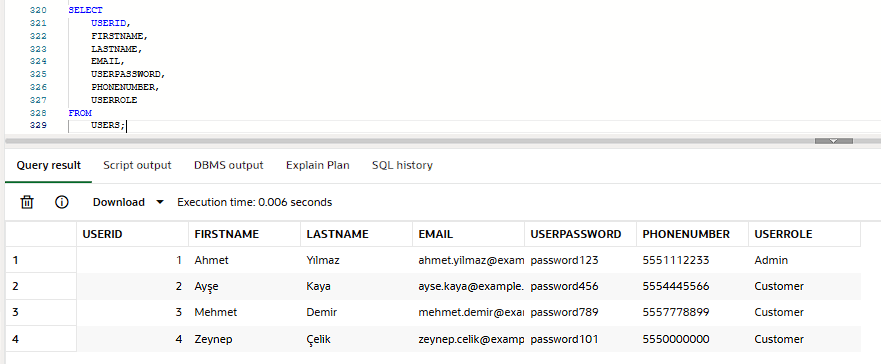 320 SELECT
321 USERID,
322 FIRSTNAME,
323 LASTNAME,
324 EMAIL,
325 USERPASSWORD,
326 PHONENUMBER,
327 USERROLE
328 FROM
329 USERS;
Query result Script output DBMS output Explain Plan SQL history
Download Execution time: 0.006 seconds
USERID FIRSTNAME LASTNAME EMAIL USERPASSWORD PHONENUMBER USERROLE
1 1 Ahmet Yılmaz ahmet.yilmaz@exam password123 5551112233 Admin
2 2 Ayşe Kaya ayse.kaya@example. password456 5554445566 Customer
3 3 Mehmet Demir mehmet.demir@exa password789 5557778899 Customer
4 4 Zeynep Çelik zeynep.celik@examp password101 5550000000 Customer